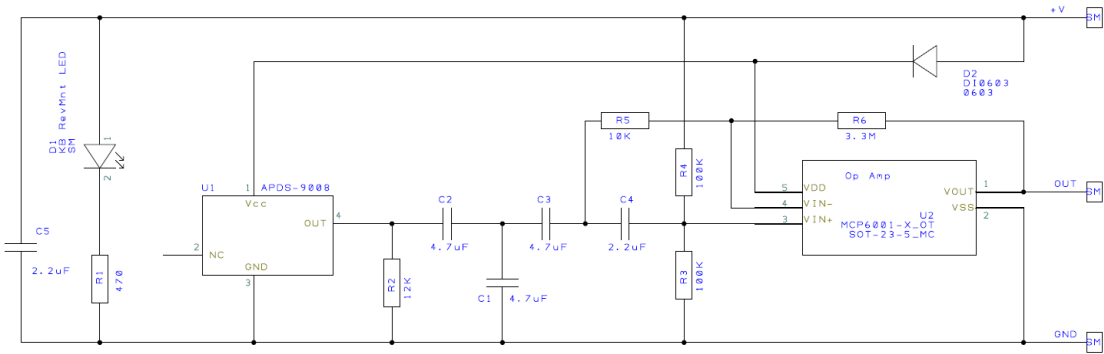 +V
SM
D2
DI0603
0603
D1
KB RevMnt LED
SM
1
2
R5
10K
R6
3.3M
R4
100K
Op Amp
U1
1
APDS-9008
Vcc
OUT
4
2
NC
GND
3
C2
4.7uF
C3
4.7uF
C4
2.2uF
5
VDD
4
VIN-
3
VIN+
VOUT
1
VSS
2
U2
MCP6001-X_OT
SOT-23-5_MC
OUT
SM
C5
2.2uF
R1
470
R2
12K
C1
4.7uF
R3
100K
GND
SM